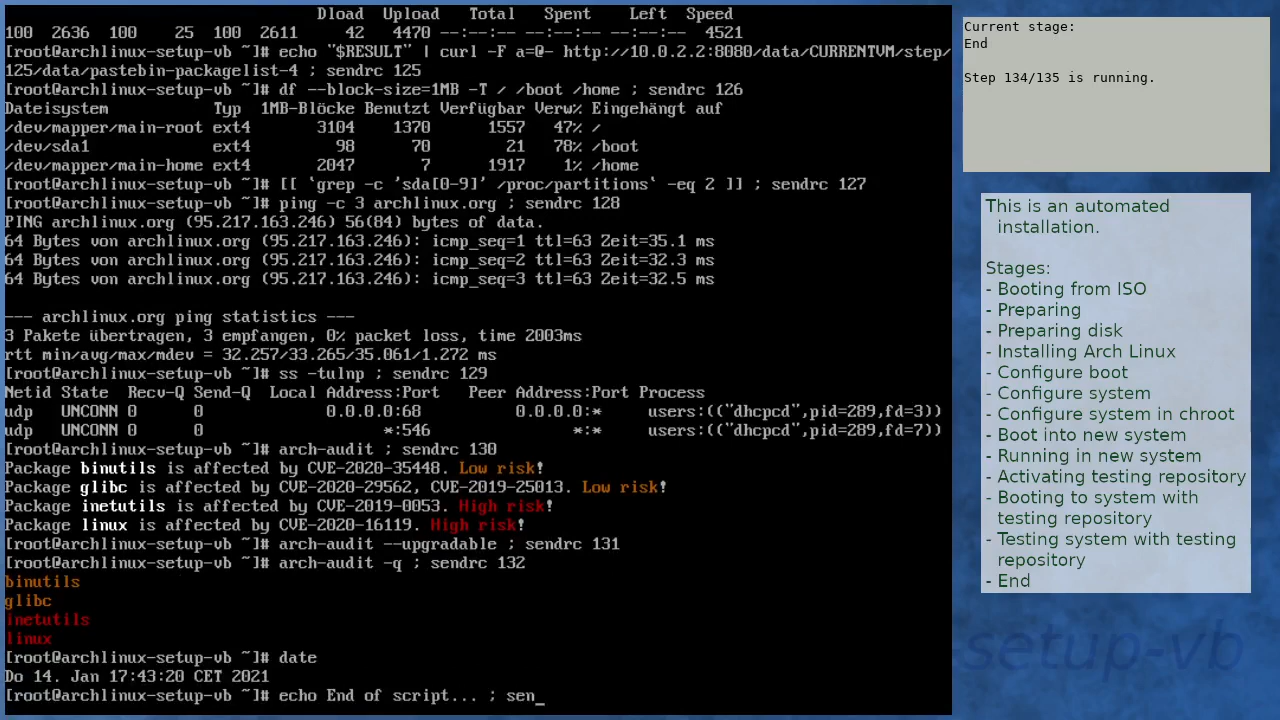 Dload  Upload   Total   Spent    Left  Speed
100  2636  100    25  100  2611     42   4470 --:--:-- --:--:-- --:--:--  4521
[root@archlinux-setup-vb ~]# echo "$RESULT" | curl -F a=@- http://10.0.2.2:8080/data/CURRENTVM/step/
125/data/pastebin-packagelist-4 ; sendrc 125
[root@archlinux-setup-vb ~]# df --block-size=1MB -T / /boot /home ; sendrc 126
Dateisystem           Typ  1MB-Blöcke Benutzt Verfügbar Verw% Eingehängt auf
/dev/mapper/main-root ext4       3104    1370      1557   47% /
/dev/sda1             ext4         98      70        21   78% /boot
/dev/mapper/main-home ext4       2047       7      1917    1% /home
[root@archlinux-setup-vb ~]# [[ `grep -c 'sda[0-9]' /proc/partitions` -eq 2 ]] ; sendrc 127
[root@archlinux-setup-vb ~]# ping -c 3 archlinux.org ; sendrc 128
PING archlinux.org (95.217.163.246) 56(84) bytes of data.
64 Bytes von archlinux.org (95.217.163.246): icmp_seq=1 ttl=63 Zeit=35.1 ms
64 Bytes von archlinux.org (95.217.163.246): icmp_seq=2 ttl=63 Zeit=32.3 ms
64 Bytes von archlinux.org (95.217.163.246): icmp_seq=3 ttl=63 Zeit=32.5 ms
--- archlinux.org ping statistics ---
3 Pakete übertragen, 3 empfangen, 0% packet loss, time 2003ms
rtt min/avg/max/mdev = 32.257/33.265/35.061/1.272 ms
[root@archlinux-setup-vb ~]# ss -tulnp ; sendrc 129
Netid State  Recv-Q Send-Q  Local Address:Port   Peer Address:Port Process
udp   UNCONN 0      0             0.0.0.0:68          0.0.0.0:*     users:(("dhcpcd",pid=289,fd=3))
udp   UNCONN 0      0                   *:546               *:*     users:(("dhcpcd",pid=289,fd=7))
[root@archlinux-setup-vb ~]# arch-audit ; sendrc 130
Package binutils is affected by CVE-2020-35448. Low risk!
Package glibc is affected by CVE-2020-29562, CVE-2019-25013. Low risk!
Package inetutils is affected by CVE-2019-0053. High risk!
Package linux is affected by CVE-2020-16119. High risk!
[root@archlinux-setup-vb ~]# arch-audit --upgradable ; sendrc 131
[root@archlinux-setup-vb ~]# arch-audit -q ; sendrc 132
binutils
glibc
inetutils
linux
[root@archlinux-setup-vb ~]# date
Do 14. Jan 17:43:20 CET 2021
[root@archlinux-setup-vb ~]# echo End of script... ; sen_
Current stage:
End
Step 134/135 is running.
This is an automated
installation.
Stages:
- Booting from ISO
- Preparing
- Preparing disk
- Installing Arch Linux
- Configure boot
- Configure system
- Configure system in chroot
- Boot into new system
- Running in new system
- Activating testing repository
- Booting to system with
testing repository
- Testing system with testing
repository
- End
-setup-vb